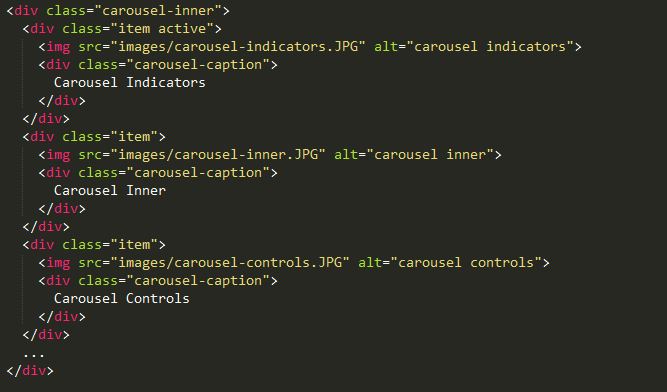 <div class="carousel-inner">
  <div class="item active">
    <img src="images/carousel-indicators.JPG" alt="carousel indicators">
    <div class="carousel-caption">
      Carousel Indicators
    </div>
  </div>
  <div class="item">
    <img src="images/carousel-inner.JPG" alt="carousel inner">
    <div class="carousel-caption">
      Carousel Inner
    </div>
  </div>
  <div class="item">
    <img src="images/carousel-controls.JPG" alt="carousel controls">
    <div class="carousel-caption">
      Carousel Controls
    </div>
  </div>
  ...
</div>